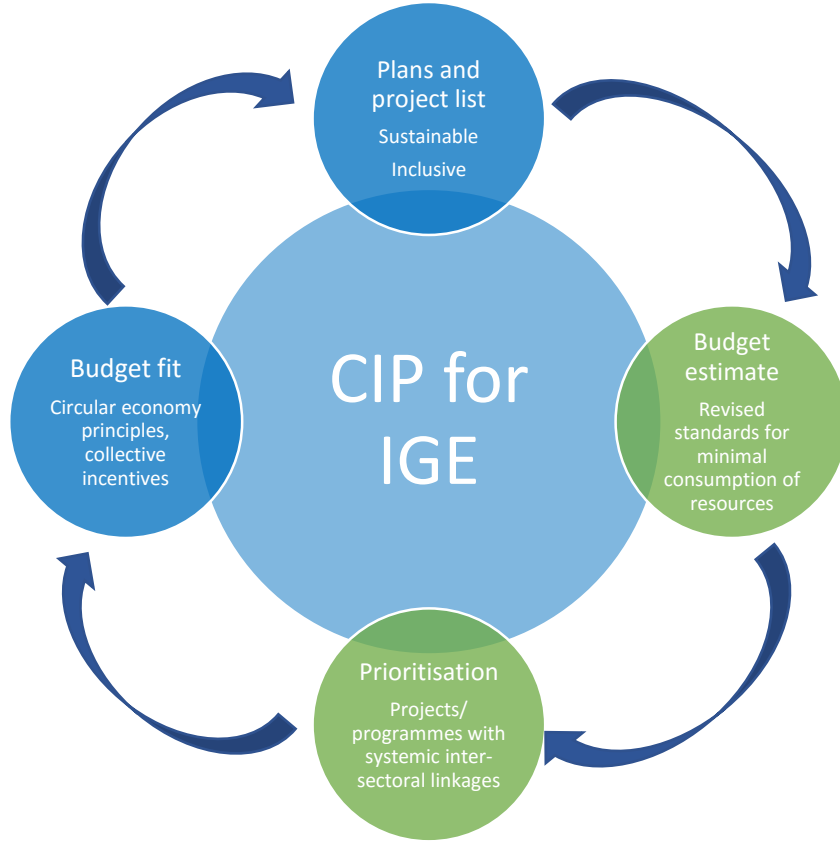 Plans and
project list
Sustainable
Inclusive
Budget fit
Circular economy
principles,
collective
incentives
CIP for
IGE
Budget
estimate
Revised
standards for
minimal
consumption of
resources
Prioritisation
Projects/
programmes with
systemic inter-
sectoral linkages